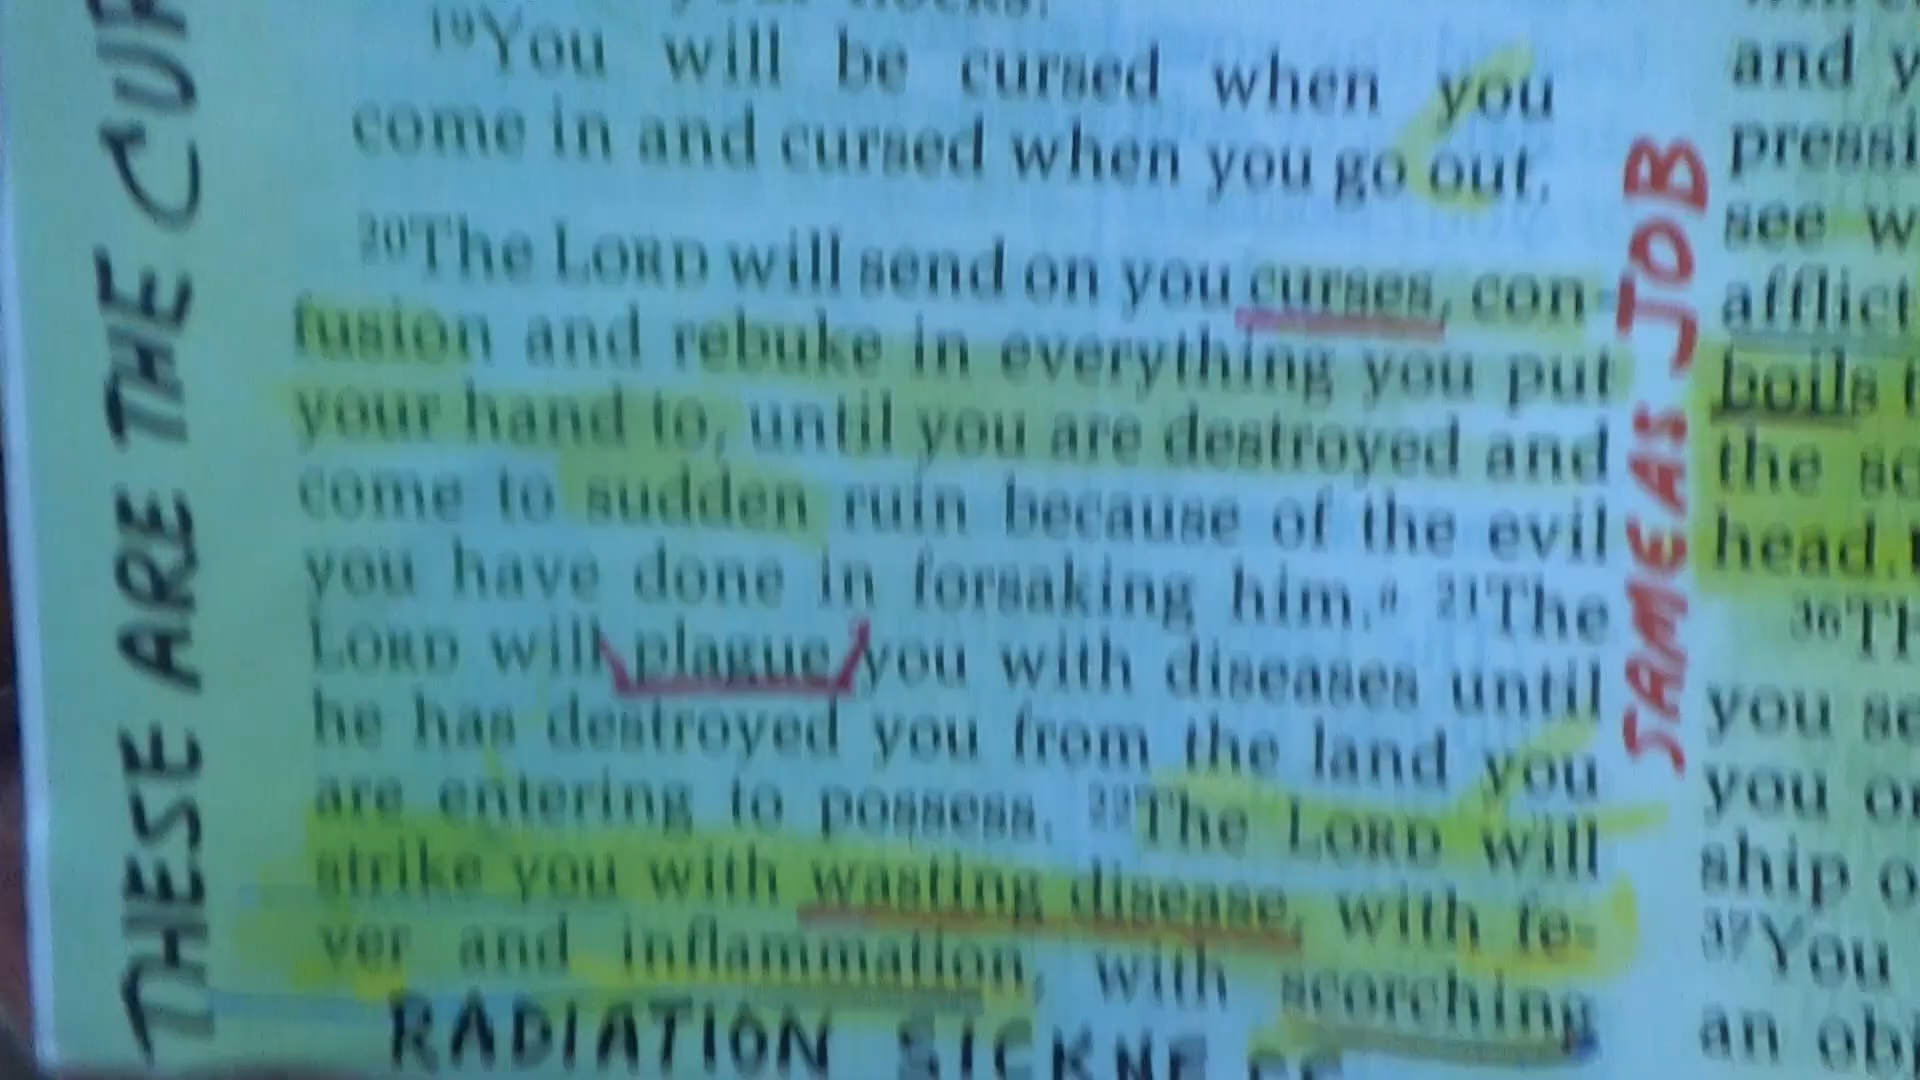 THESE ARE THE
¹⁹You will be cursed when you
come in and cursed when you go out.
²⁰The LORD will send on you curses, con-
fusion and rebuke in everything you put
your hand to, until you are destroyed and
come to sudden ruin because of the evil
you have done in forsaking him. ²¹The
LORD will plague you with diseases until
he has destroyed you from the land you
are entering to possess. ²²The LORD will
strike you with wasting disease, with fe-
ver and inflammation, with scorching
RADIATION SICKNESS
SAME AS JOB
and
see
boils
the
head.
³⁶
you
you
ship
³⁷You
an